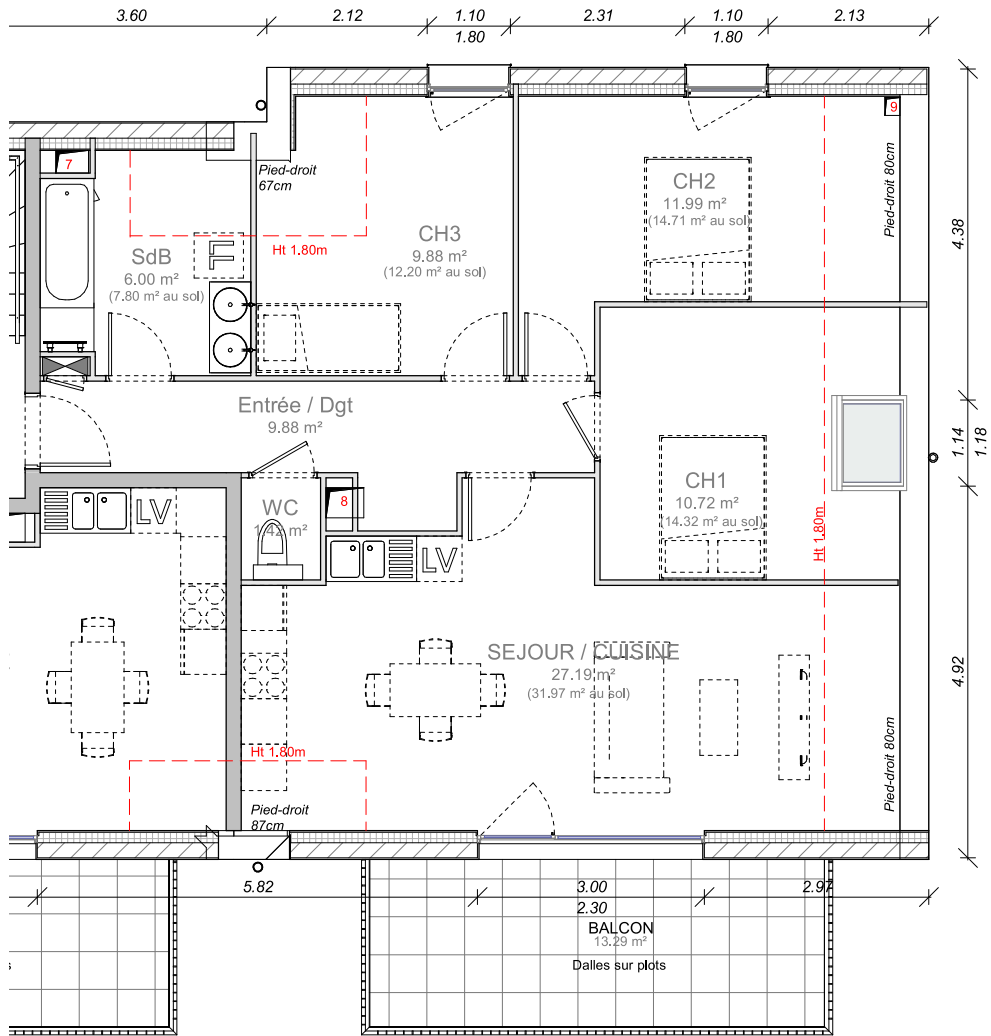 3.60
2.12
1.10
2.31
1.10
2.13
1.80
1.80
7
9
Pied-droit
67cm
Pied-droit 80cm
CH2
11.99 m²
(14.71 m² au sol)
CH3
9.88 m²
(12.20 m² au sol)
Ht 1.80m
SdB
6.00 m²
(7.80 m² au sol)
LL
4.38
Entrée / Dgt
9.88 m²
1.14
1.18
CH1
10.72 m²
(14.32 m² au sol)
8
WC
1.42 m²
LV
LV
Ht 1.80m
SEJOUR / CUISINE
27.19 m²
(31.97 m² au sol)
4.92
Ht 1.80m
Pied-droit 80cm
Pied-droit
87cm
5.82
3.00
2.97
2.30
BALCON
13.29 m²
Dalles sur plots
s